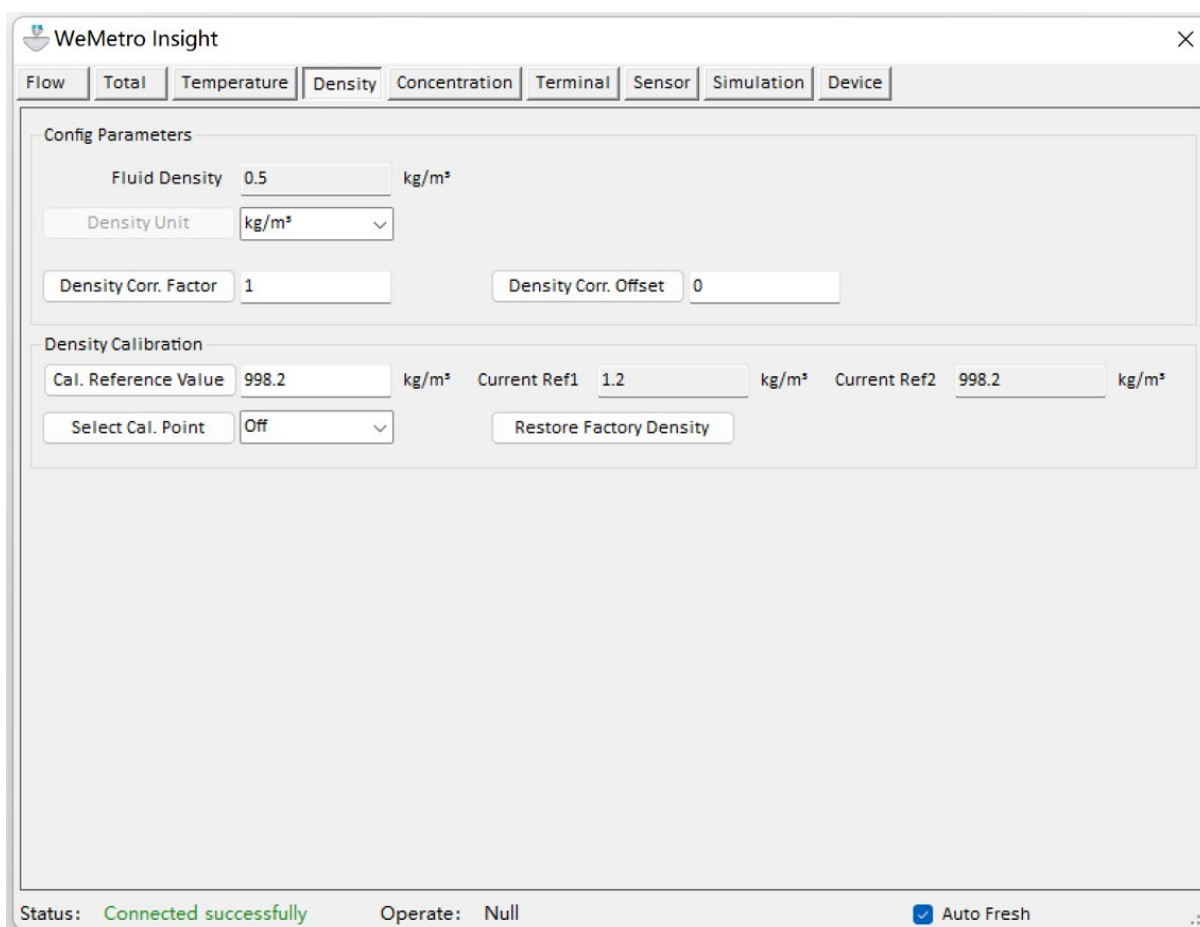 WeMetro Insight
Flow Total Temperature Density Concentration Terminal Sensor Simulation Device
Config Parameters
Fluid Density 0.5 kg/m³
Density Unit kg/m³
Density Corr. Factor 1 Density Corr. Offset 0
Density Calibration
Cal. Reference Value 998.2 kg/m³ Current Ref1 1.2 kg/m³ Current Ref2 998.2 kg/m³
Select Cal. Point Off Restore Factory Density
Status: Connected successfully Operate: Null Auto Fresh